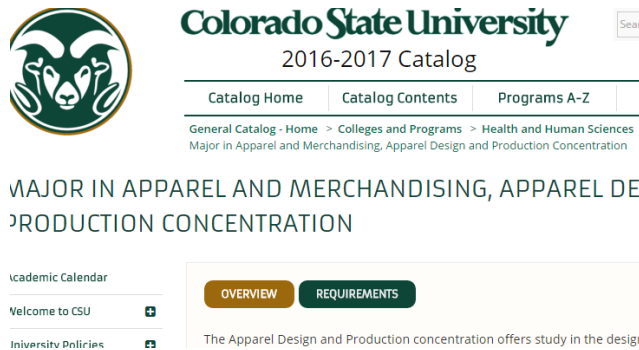 Colorado State University
Sear
2016-2017 Catalog
Catalog Home Catalog Contents Programs A-Z
General Catalog - Home > Colleges and Programs > Health and Human Sciences
Major in Apparel and Merchandising, Apparel Design and Production Concentration
MAJOR IN APPAREL AND MERCHANDISING, APPAREL DE
PRODUCTION CONCENTRATION
Academic Calendar
Welcome to CSU
University Policies
OVERVIEW REQUIREMENTS
The Apparel Design and Production concentration offers study in the desig